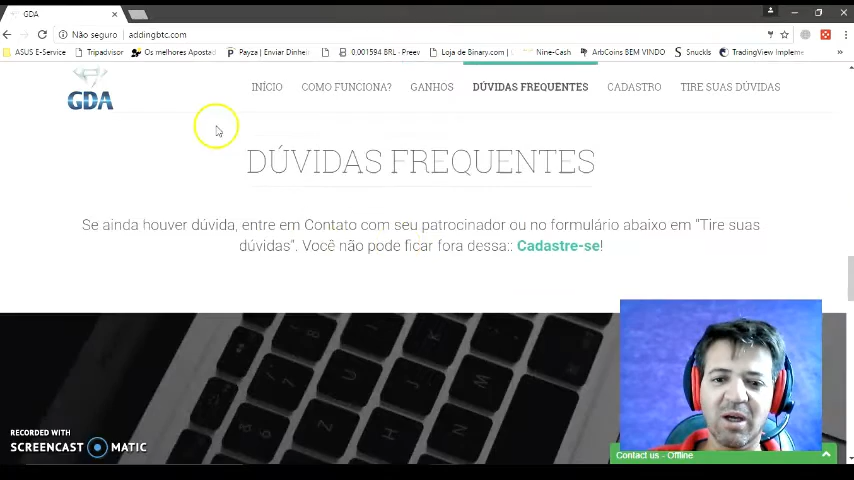 GDA
Não seguro addingbtc.com
ASUS E-Service Tripadvisor Os melhores Apostad Payza | Enviar Dinhei 0,001594 BRL - Preev Loja de Binary.com | Nine-Cash ArbCoins BEM VINDO Snuckls TradingView Impleme »
GDA
INÍCIO COMO FUNCIONA? GANHOS DÚVIDAS FREQUENTES CADASTRO TIRE SUAS DÚVIDAS
DÚVIDAS FREQUENTES
Se ainda houver dúvida, entre em Contato com seu patrocinador ou no formulário abaixo em "Tire suas
dúvidas". Você não pode ficar fora dessa:: Cadastre-se!
RECORDED WITH
SCREENCAST MATIC
Contact us - Offline